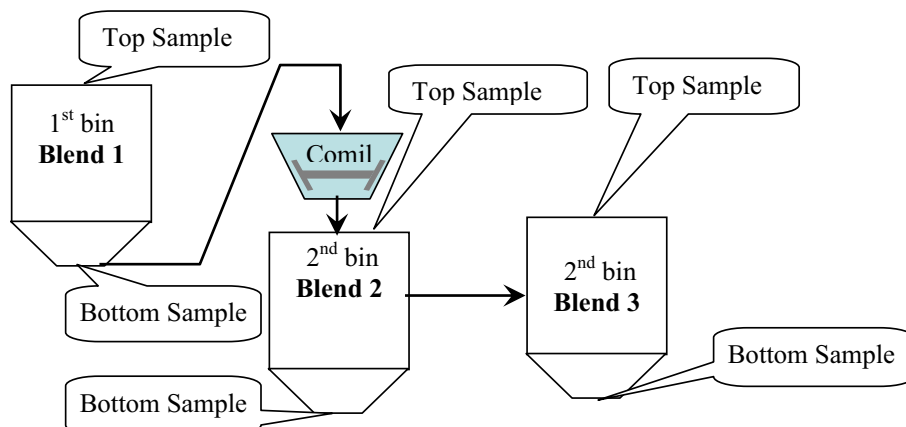 Top Sample
1st bin
Blend 1
Bottom Sample
Comil
Top Sample
2nd bin
Blend 2
Bottom Sample
Top Sample
2nd bin
Blend 3
Bottom Sample